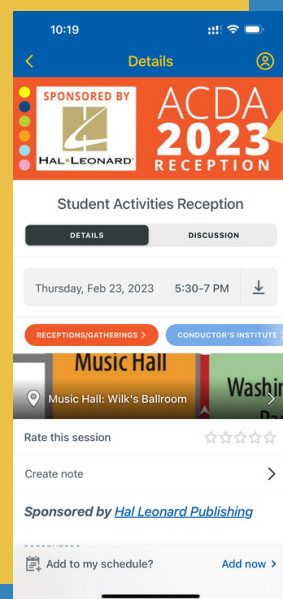 10:19
Details
SPONSORED BY
HAL•LEONARD
ACDA
2023
RECEPTION
Student Activities Reception
DETAILS
DISCUSSION
Thursday, Feb 23, 2023 5:30-7 PM
RECEPTIONS/GATHERINGS >
CONDUCTOR'S INSTITUTE
Music Hall
Music Hall: Wilk's Ballroom
Rate this session
Create note
Sponsored by Hal Leonard Publishing
Add to my schedule?
Add now >